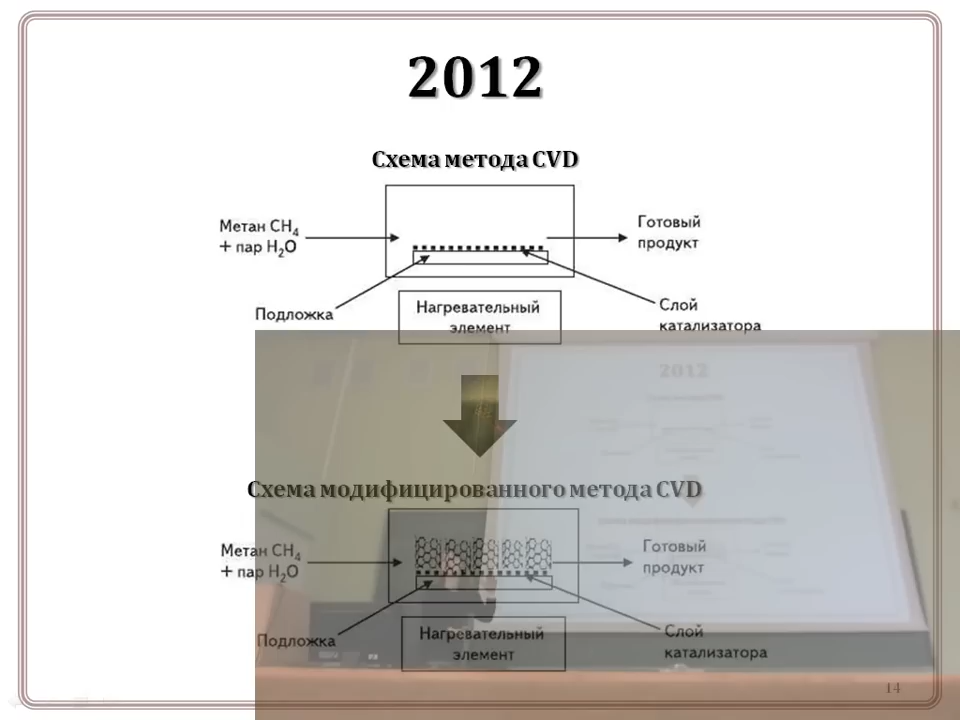 2012
Схема метода CVD
Метан CH₄
+ пар H₂O
Готовый
продукт
Подложка
Нагревательный
элемент
Слой
катализатора
2012
Схема модифицированного метода CVD
Метан CH₄
+ пар H₂O
Готовый
продукт
Подложка
Нагревательный
элемент
Слой
катализатора
14